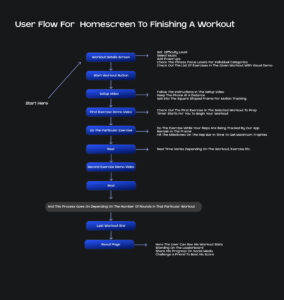 User Flow For Homescreen To Finishing A Workout
Workout Details Screen
Set Difficulty Level
Select Music
Add Power-ups
Check The Fitness Focus Levels For Individual Categories
Check Out The List Of Exercises In The Given Workout With Visual Demo
Start Workout Button
Start Here
Setup Video
Follow The Instructions In The Setup Video
Keep The Phone At A Distance
Get Into The Square Shaped Frame For Motion Tracking
First Exercise Demo Video
Check Out The First Exercise In The Selected Workout To Prep
Timer Starts For You To Begin Your Workout
Do The Particular Exercise
Do The Exercise While Your Reps Are Being Tracked By Our App
Remain In The Frame
Hit The Milestones On The Rep Bar In Time To Get Maximum Trophies
Rest
Rest Time Varies Depending On The Workout, Exercise Etc.
Second Exercise Demo Video
Rest
And This Process Goes On Depending On The Number Of Rounds In That Particular Workout
Last Workout Star
Result Page
Here The User Can See His Workout Stats
Standing On The Leaderboard
Share His Progress On Social Media
Challenge A Friend To Beat His Score